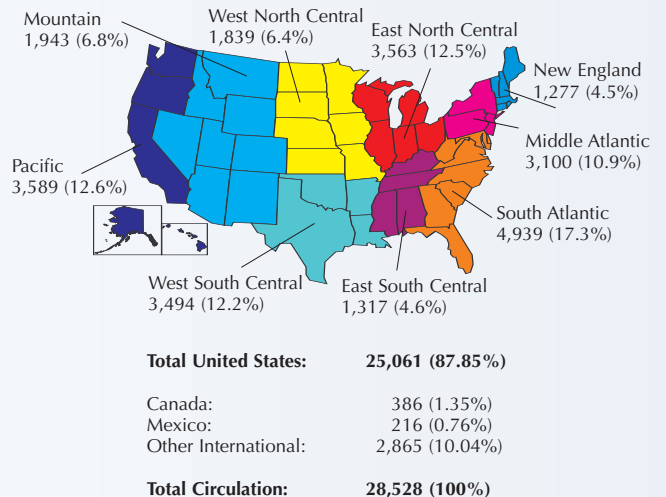 Mountain
1,943 (6.8%)
West North Central
1,839 (6.4%)
East North Central
3,563 (12.5%)
New England
1,277 (4.5%)
Middle Atlantic
3,100 (10.9%)
Pacific
3,589 (12.6%)
South Atlantic
4,939 (17.3%)
West South Central
3,494 (12.2%)
East South Central
1,317 (4.6%)
Total United States: 25,061 (87.85%)
Canada: 386 (1.35%)
Mexico: 216 (0.76%)
Other International: 2,865 (10.04%)
Total Circulation: 28,528 (100%)